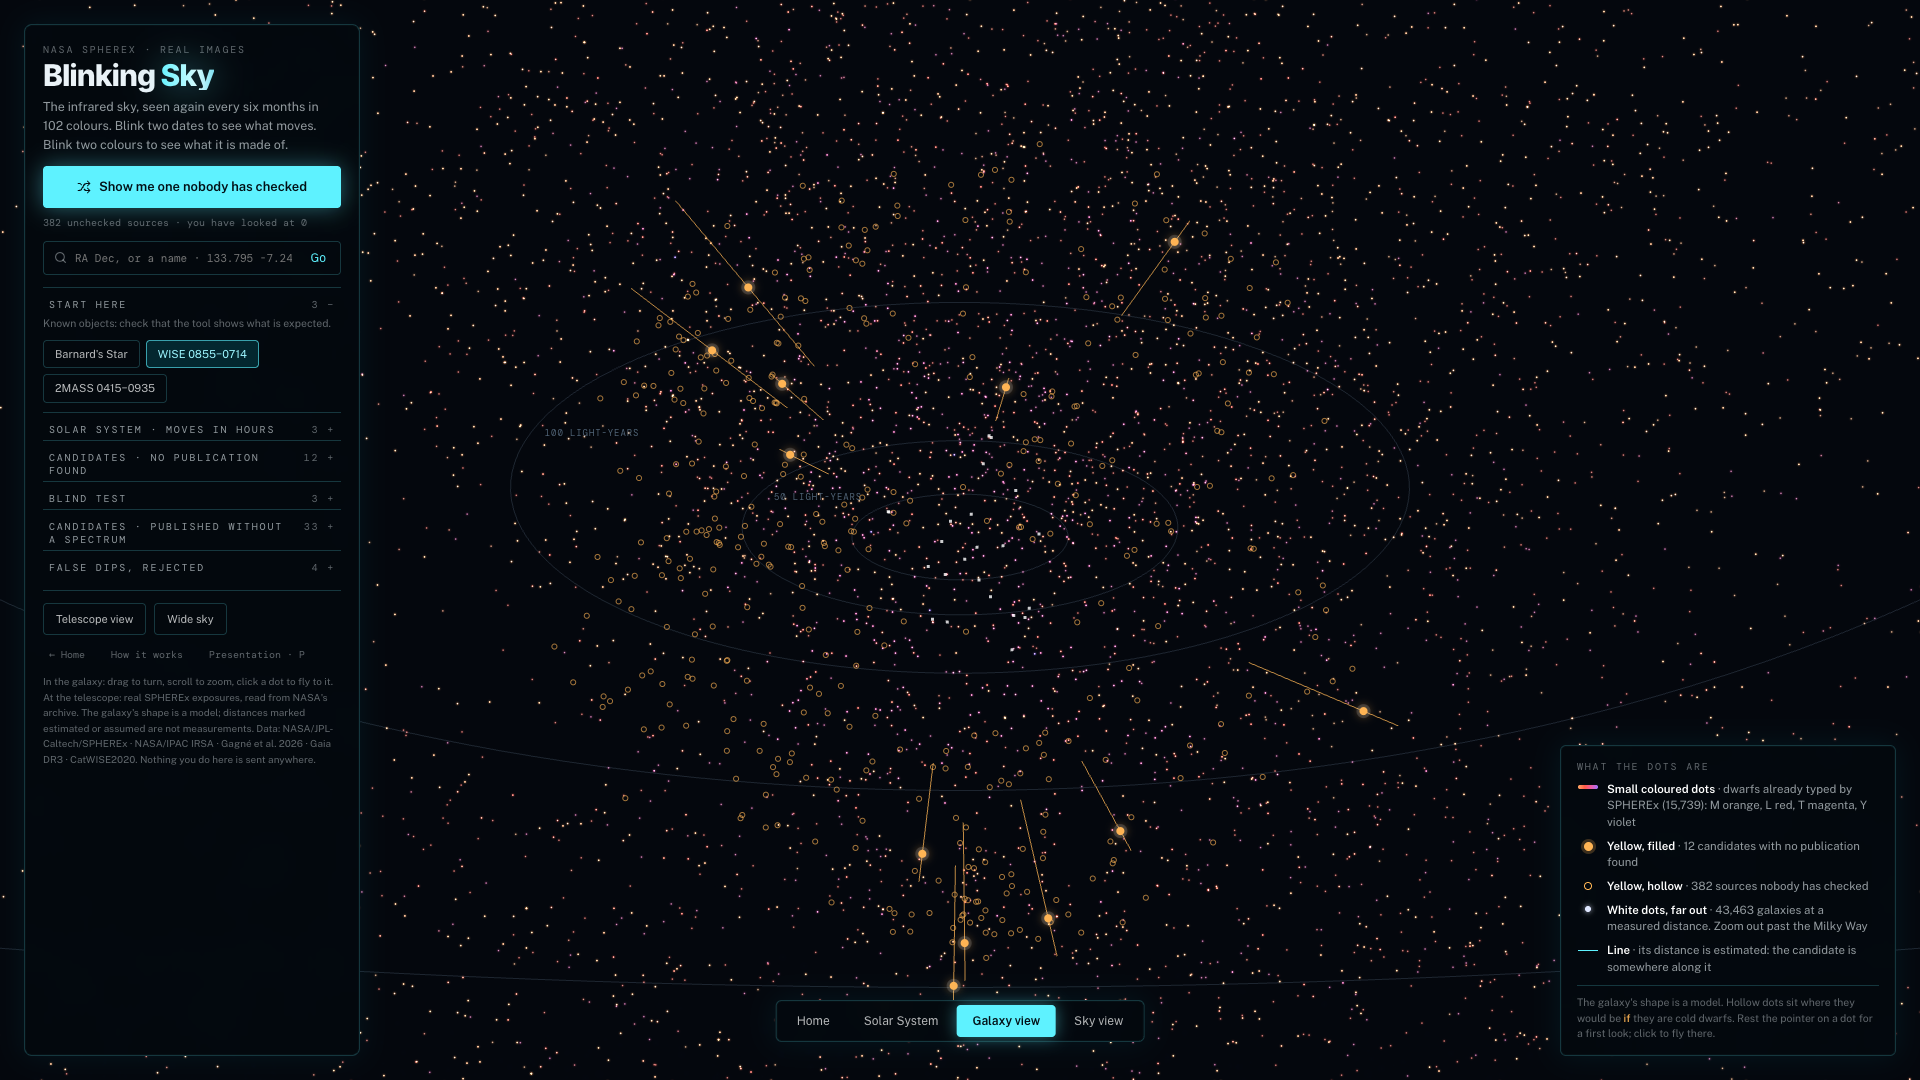 NASA SPHEREX · REAL IMAGES
Blinking Sky
The infrared sky, seen again every six months in
102 colours. Blink two dates to see what moves.
Blink two colours to see what it is made of.
Show me one nobody has checked
382 unchecked sources · you have looked at 0
RA Dec, or a name · 133.795 -7.24 Go
START HERE 3 −
Known objects: check that the tool shows what is expected.
Barnard's Star WISE 0855−0714
2MASS 0415−0935
SOLAR SYSTEM · MOVES IN HOURS 3 +
CANDIDATES · NO PUBLICATION 12 +
FOUND
BLIND TEST 3 +
CANDIDATES · PUBLISHED WITHOUT 33 +
A SPECTRUM
FALSE DIPS, REJECTED 4 +
Telescope view Wide sky
← Home How it works Presentation · P
In the galaxy: drag to turn, scroll to zoom, click a dot to fly to it.
At the telescope: real SPHEREx exposures, read from NASA's
archive. The galaxy's shape is a model; distances marked
estimated or assumed are not measurements. Data: NASA/JPL-
Caltech/SPHEREx · NASA/IPAC IRSA · Gagné et al. 2026 · Gaia
DR3 · CatWISE2020. Nothing you do here is sent anywhere.
100 LIGHT-YEARS
50 LIGHT-YEARS
Home Solar System Galaxy view Sky view
WHAT THE DOTS ARE
Small coloured dots · dwarfs already typed by
SPHEREx (15,739): M orange, L red, T magenta, Y
violet
Yellow, filled · 12 candidates with no publication
found
Yellow, hollow · 382 sources nobody has checked
White dots, far out · 43,463 galaxies at a
measured distance. Zoom out past the Milky Way
Line · its distance is estimated: the candidate is
somewhere along it
The galaxy's shape is a model. Hollow dots sit where they
would be if they are cold dwarfs. Rest the pointer on a dot for
a first look; click to fly there.